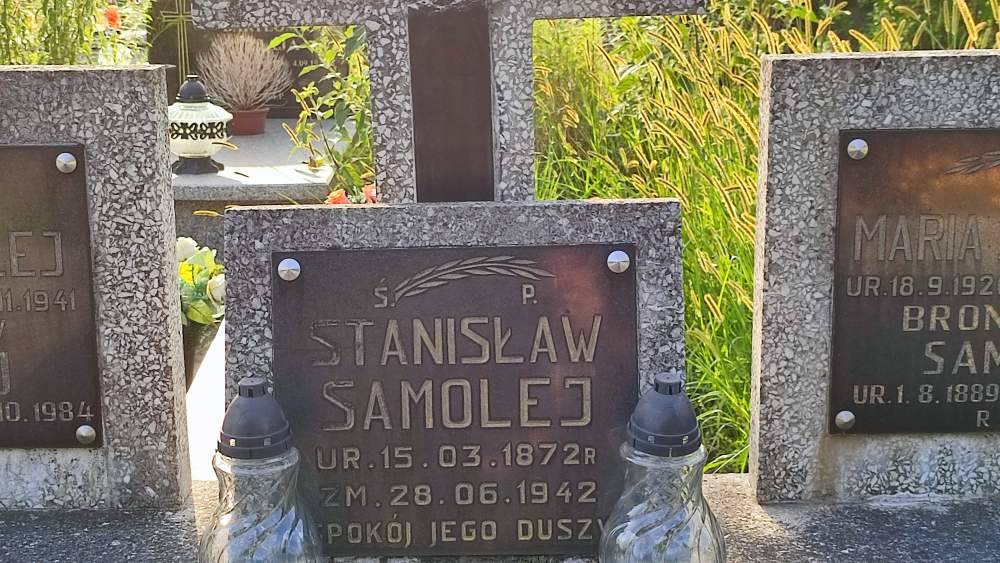 LEJ
11.1941
10.1984
Ś. P.
STANISŁAW
SAMOLEJ
UR. 15. 03. 1872 R
ZM. 28. 06. 1942
POKÓJ JEGO DUSZY
MARIA
UR. 18. 9. 192
BRON
SAM
UR. 1. 8. 1889
R